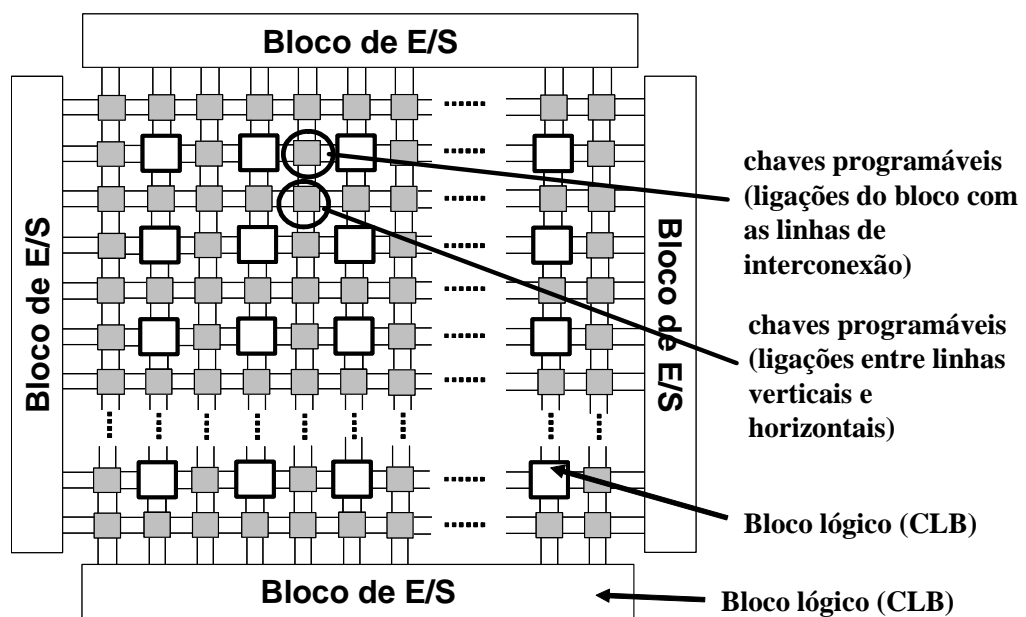 Bloco de E/S
Bloco de E/S
Bloco de E/S
chaves programáveis
(ligações do bloco com
as linhas de
interconexão)
chaves programáveis
(ligações entre linhas
verticais e
horizontais)
Bloco lógico (CLB)
Bloco de E/S
Bloco lógico (CLB)